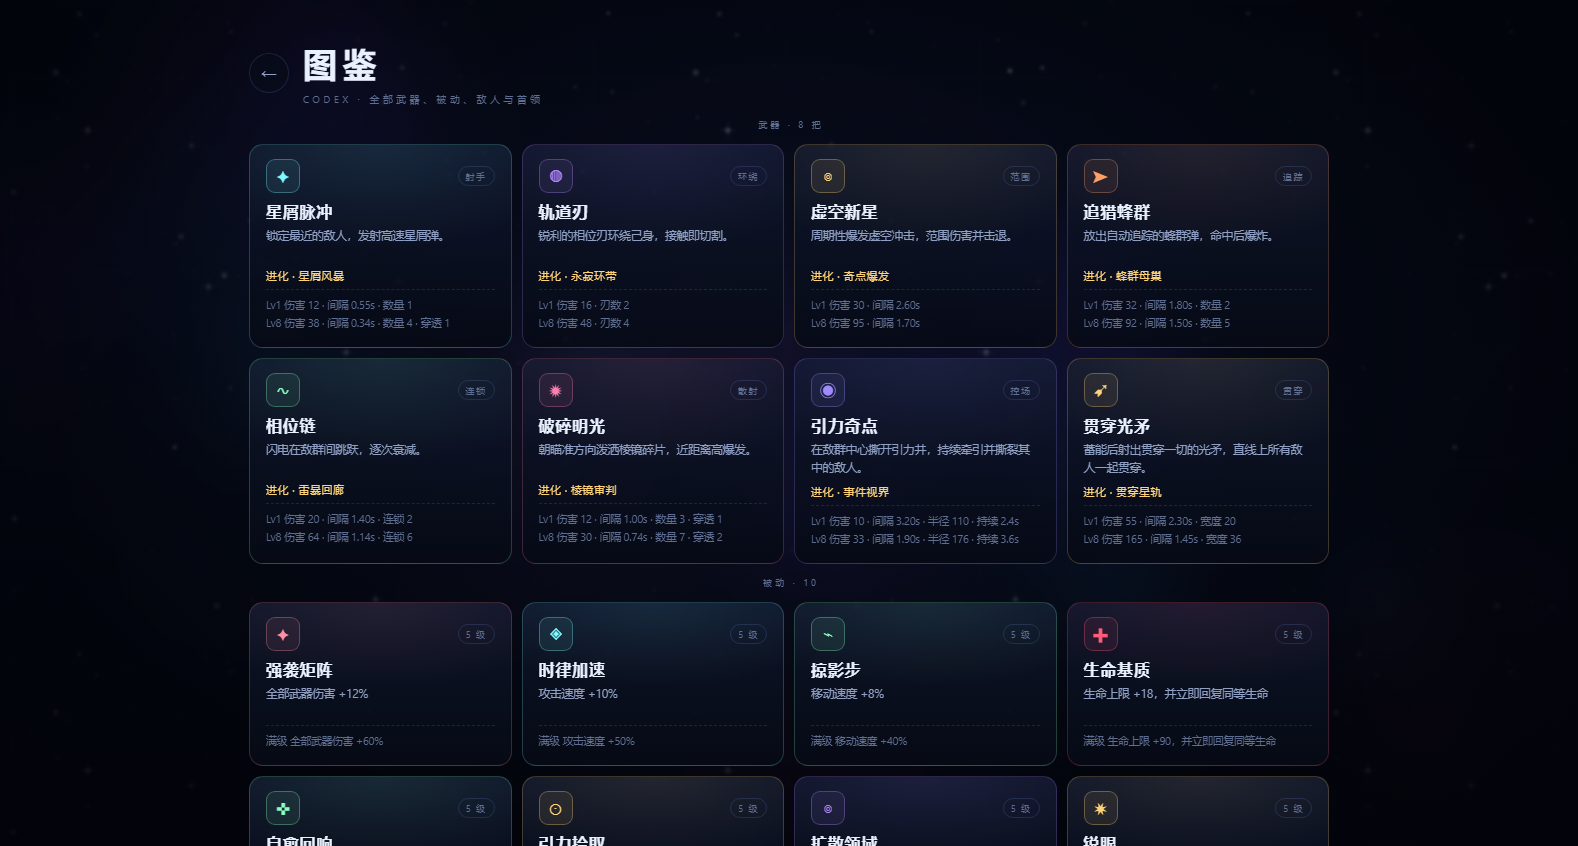 ←
图鉴
CODEX · 全部武器、被动、敌人与首领
武器 · 8 把
射手
星屑脉冲
锁定最近的敌人，发射高速星屑弹。
进化 · 星屑风暴
Lv1 伤害 12 · 间隔 0.55s · 数量 1
Lv8 伤害 38 · 间隔 0.34s · 数量 4 · 穿透 1
环绕
轨道刃
锐利的相位刃环绕己身，接触即切割。
进化 · 永寂环带
Lv1 伤害 16 · 刃数 2
Lv8 伤害 48 · 刃数 4
范围
虚空新星
周期性爆发虚空冲击，范围伤害并击退。
进化 · 奇点爆发
Lv1 伤害 30 · 间隔 2.60s
Lv8 伤害 95 · 间隔 1.70s
追踪
追猎蜂群
放出自动追踪的蜂群弹，命中后爆炸。
进化 · 蜂群母巢
Lv1 伤害 32 · 间隔 1.80s · 数量 2
Lv8 伤害 92 · 间隔 1.50s · 数量 5
连锁
相位链
闪电在敌群间跳跃，逐次衰减。
进化 · 雷暴回廊
Lv1 伤害 20 · 间隔 1.40s · 连锁 2
Lv8 伤害 64 · 间隔 1.14s · 连锁 6
散射
破碎明光
朝瞄准方向泼洒棱镜碎片，近距离高爆发。
进化 · 棱镜审判
Lv1 伤害 12 · 间隔 1.00s · 数量 3 · 穿透 1
Lv8 伤害 30 · 间隔 0.74s · 数量 7 · 穿透 2
控场
引力奇点
在敌群中心撕开引力井，持续牵引并撕裂其
中的敌人。
进化 · 事件视界
Lv1 伤害 10 · 间隔 3.20s · 半径 110 · 持续 2.4s
Lv8 伤害 33 · 间隔 1.90s · 半径 176 · 持续 3.6s
贯穿
贯穿光矛
蓄能后射出贯穿一切的光矛，直线上所有敌
人一起贯穿。
进化 · 贯穿星轨
Lv1 伤害 55 · 间隔 2.30s · 宽度 20
Lv8 伤害 165 · 间隔 1.45s · 宽度 36
被动 · 10
5 级
强袭矩阵
全部武器伤害 +12%
满级 全部武器伤害 +60%
5 级
时律加速
攻击速度 +10%
满级 攻击速度 +50%
5 级
掠影步
移动速度 +8%
满级 移动速度 +40%
5 级
生命基质
生命上限 +18，并立即回复同等生命
满级 生命上限 +90，并立即回复同等生命
5 级
自愈回响
5 级
引力拾取
5 级
扩散领域
5 级
锐眼